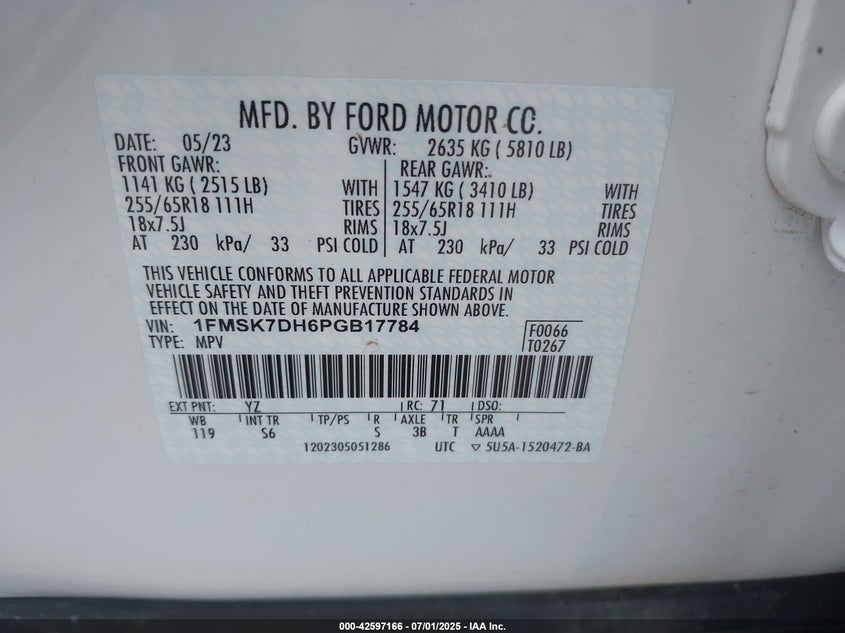 MFD. BY FORD MOTOR CO.
DATE: 05/23 GVWR: 2635 KG ( 5810 LB)
FRONT GAWR: REAR GAWR:
1141 KG ( 2515 LB) WITH 1547 KG ( 3410 LB) WITH
255/65R18 111H TIRES 255/65R18 111H TIRES
18x7.5J RIMS 18x7.5J RIMS
AT 230 kPa/ 33 PSI COLD AT 230 kPa/ 33 PSI COLD
THIS VEHICLE CONFORMS TO ALL APPLICABLE FEDERAL MOTOR
VEHICLE SAFETY AND THEFT PREVENTION STANDARDS IN
EFFECT ON THE DATE OF MANUFACTURE SHOWN ABOVE.
VIN: 1FMSK7DH6PGB17784 F0066
TYPE: MPV T0267
EXT PNT: YZ RC: 71 DSO:
WB INT TR TP/PS R AXLE TR SPR
119 S6 S 3B T AAAA
1202305051286 UTC ▽ 5U5A-1520472-BA
000-42597166 - 07/01/2025 - IAA Inc.